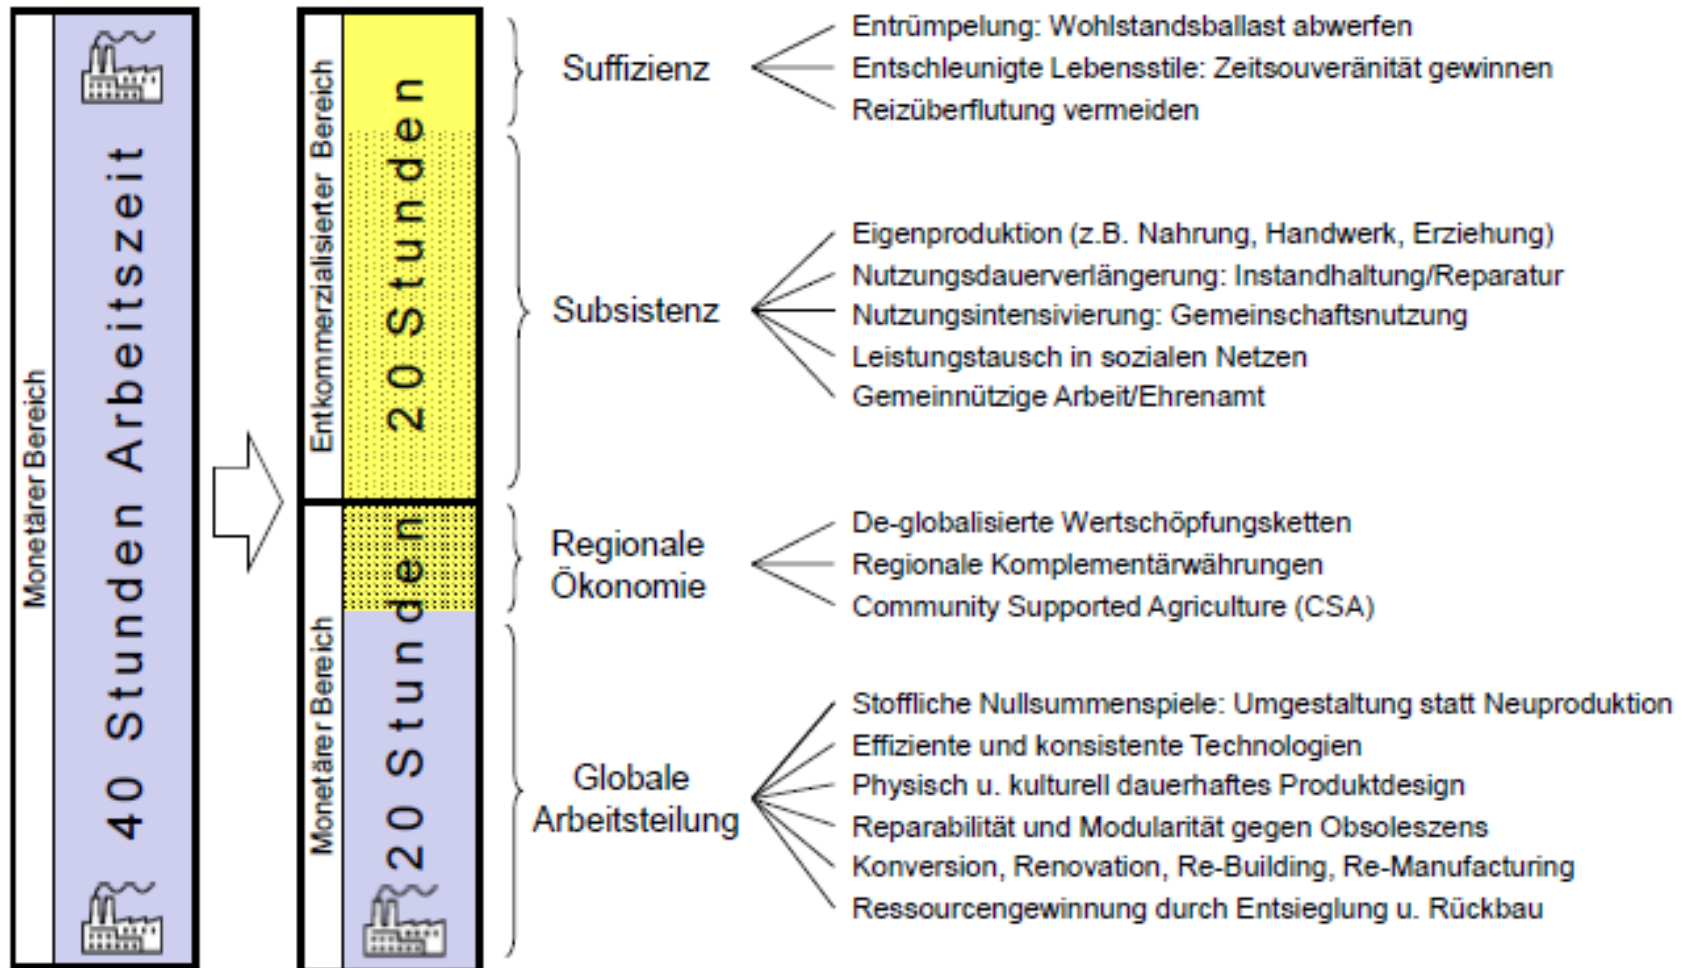 Monetärer Bereich
40 Stunden Arbeitszeit
Entkommerzialisierter Bereich
20 Stunden
Monetärer Bereich
20 Stunden
Suffizienz
Entrümpelung: Wohlstandsballast abwerfen
Entschleunigte Lebensstile: Zeitsouveränität gewinnen
Reizüberflutung vermeiden
Subsistenz
Eigenproduktion (z.B. Nahrung, Handwerk, Erziehung)
Nutzungsdauerverlängerung: Instandhaltung/Reparatur
Nutzungsintensivierung: Gemeinschaftsnutzung
Leistungstausch in sozialen Netzen
Gemeinnützige Arbeit/Ehrenamt
Regionale
Ökonomie
De-globalisierte Wertschöpfungsketten
Regionale Komplementärwährungen
Community Supported Agriculture (CSA)
Globale
Arbeitsteilung
Stoffliche Nullsummenspiele: Umgestaltung statt Neuproduktion
Effiziente und konsistente Technologien
Physisch u. kulturell dauerhaftes Produktdesign
Reparabilität und Modularität gegen Obsoleszens
Konversion, Renovation, Re-Building, Re-Manufacturing
Ressourcengewinnung durch Entsieglung u. Rückbau